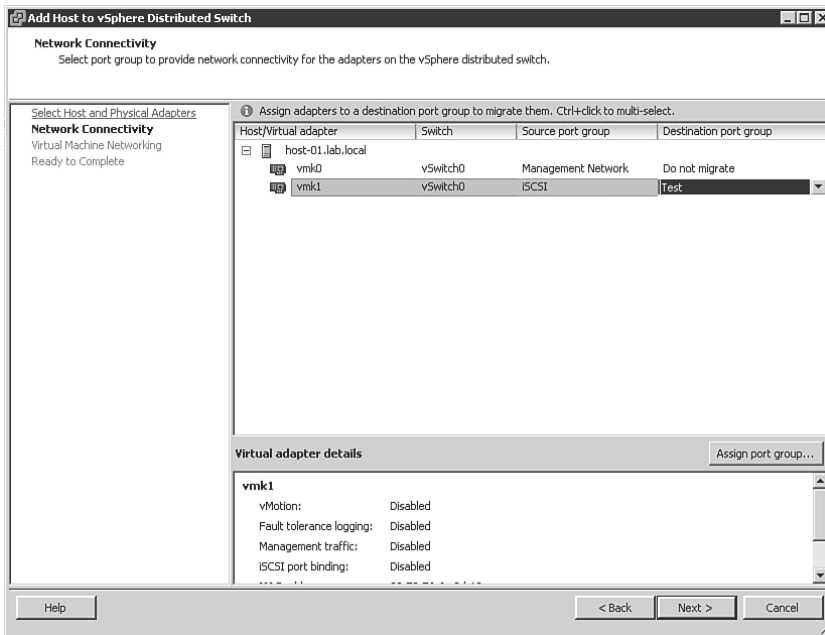 Add Host to vSphere Distributed Switch
Network Connectivity
Select port group to provide network connectivity for the adapters on the vSphere distributed switch.
Select Host and Physical Adapters
Network Connectivity
Virtual Machine Networking
Ready to Complete
Assign adapters to a destination port group to migrate them. Ctrl+click to multi-select.
Host/Virtual adapter Switch Source port group Destination port group
host-01.lab.local
vmk0 vSwitch0 Management Network Do not migrate
vmk1 vSwitch0 iSCSI Test
Virtual adapter details
Assign port group...
vmk1
vMotion: Disabled
Fault tolerance logging: Disabled
Management traffic: Disabled
iSCSI port binding: Disabled
Help < Back Next > Cancel